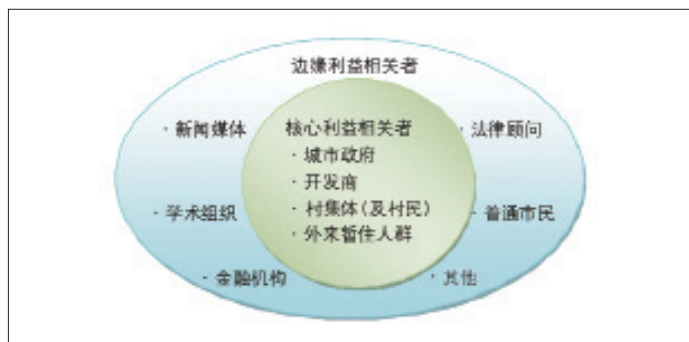 边缘利益相关者
· 新闻媒体
核心利益相关者
· 法律顾问
· 城市政府
· 开发商
· 学术组织
· 村集体(及村民)
· 普通市民
· 外来暂住人群
· 金融机构
· 其他